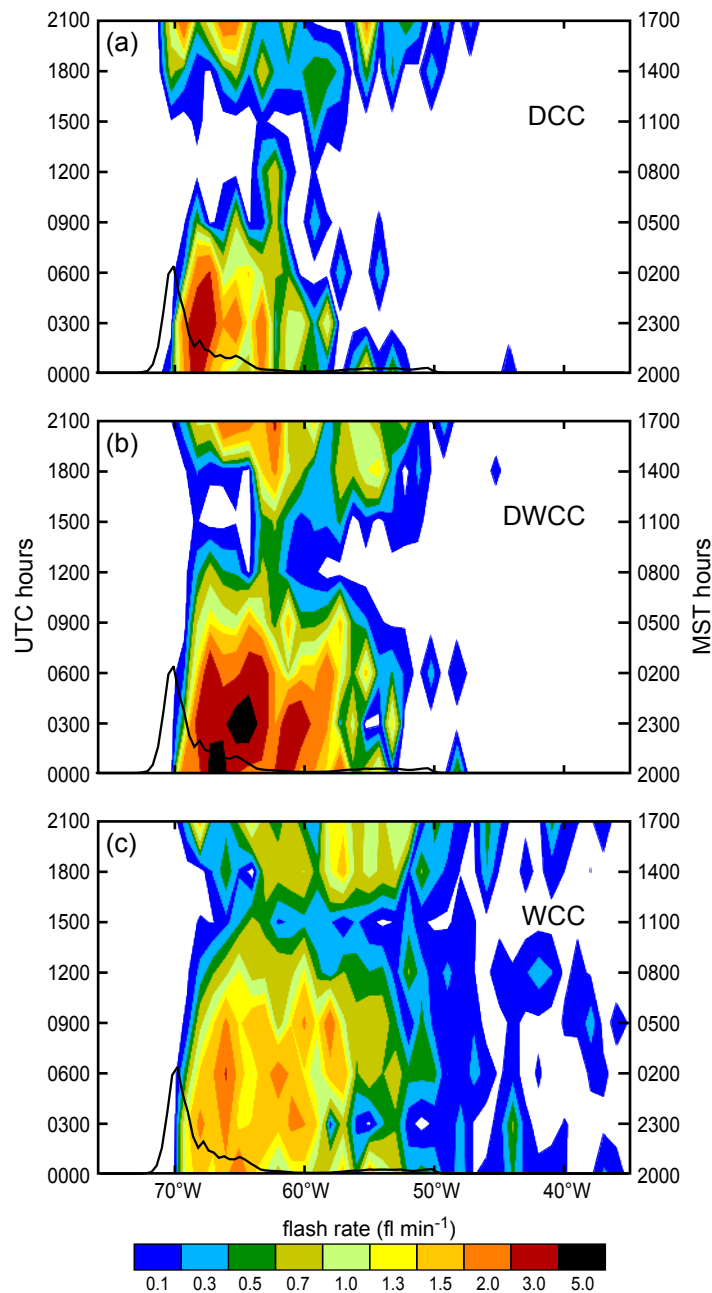 2100 (a) 1700
1800 1400
DCC
1500 1100
1200 0800
0900 0500
0600 0200
0300 2300
0000 2000
2100 (b) 1700
1800 1400
DWCC
1500 1100
1200 0800
0900 0500
0600 0200
0300 2300
0000 2000
UTC hours
MST hours
2100 (c) 1700
1800 1400
WCC
1500 1100
1200 0800
0900 0500
0600 0200
0300 2300
0000 2000
70°W 60°W 50°W 40°W
flash rate (fl min⁻¹)
0.1 0.3 0.5 0.7 1.0 1.3 1.5 2.0 3.0 5.0